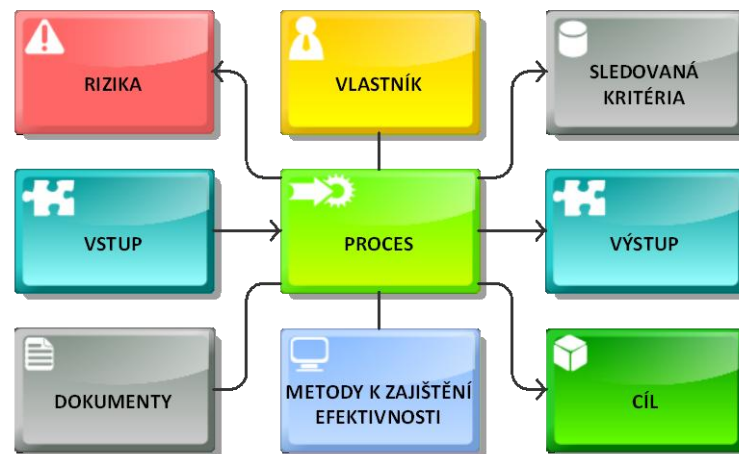 RIZIKA
VLASTNÍK
SLEDOVANÁ
KRITÉRIA
VSTUP
PROCES
VÝSTUP
DOKUMENTY
METODY K ZAJIŠTĚNÍ
EFEKTIVNOSTI
CÍL